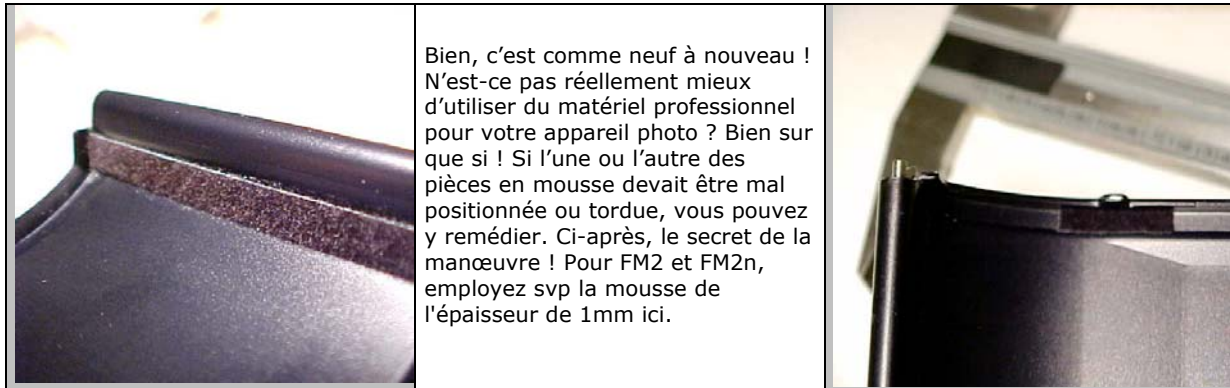 Bien, c’est comme neuf à nouveau !
N’est-ce pas réellement mieux
d’utiliser du matériel professionnel
pour votre appareil photo ? Bien sur
que si ! Si l’une ou l’autre des
pièces en mousse devait être mal
positionnée ou tordue, vous pouvez
y remédier. Ci-après, le secret de la
manœuvre ! Pour FM2 et FM2n,
employez svp la mousse de
l'épaisseur de 1mm ici.